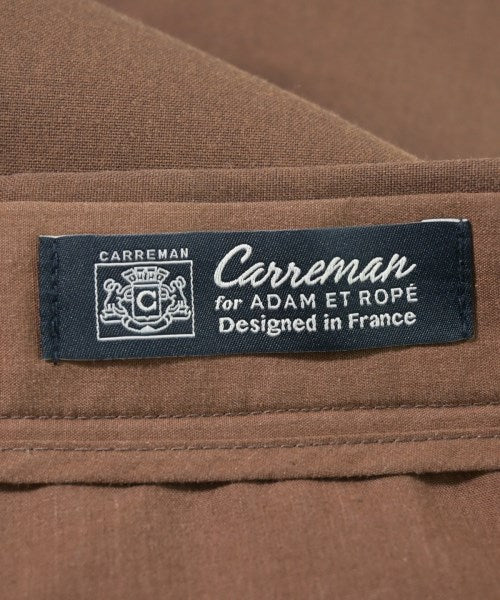 CARREMAN
C
Carreman
for ADAM ET ROPÉ
Designed in France